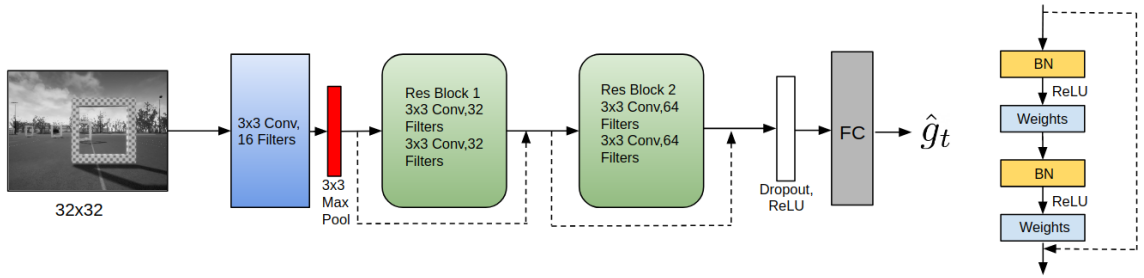 32x32
3x3 Conv,
16 Filters
3x3
Max
Pool
Res Block 1
3x3 Conv,32
Filters
3x3 Conv,32
Filters
Res Block 2
3x3 Conv,64
Filters
3x3 Conv,64
Filters
Dropout,
ReLU
FC
ĝₜ
BN
ReLU
Weights
BN
ReLU
Weights